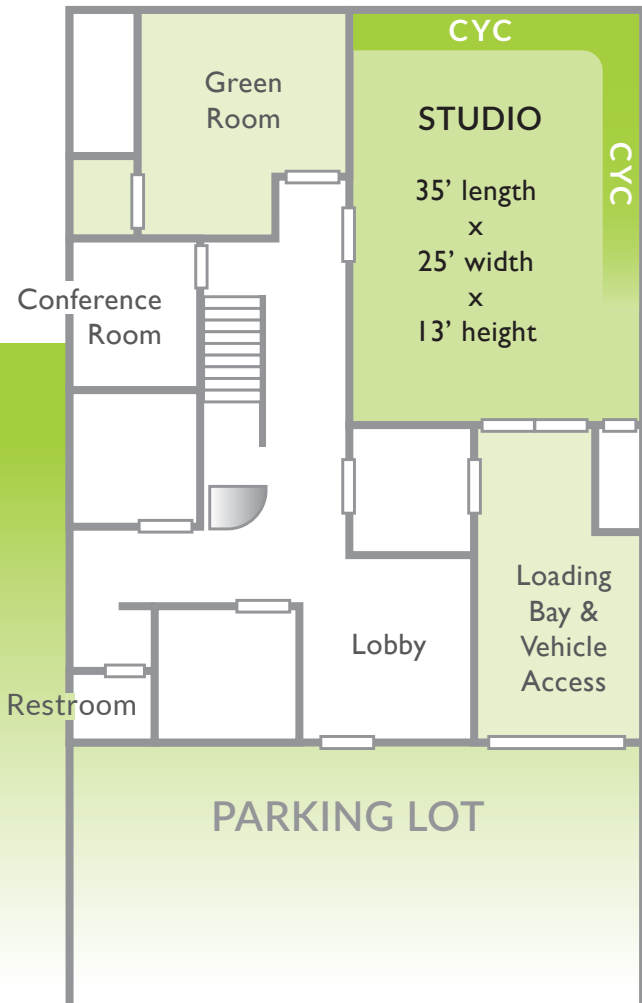 CYC
Green
Room
STUDIO
CYC
35’ length
x
25’ width
x
13’ height
Conference
Room
Loading
Bay &
Vehicle
Access
Lobby
Restroom
PARKING LOT